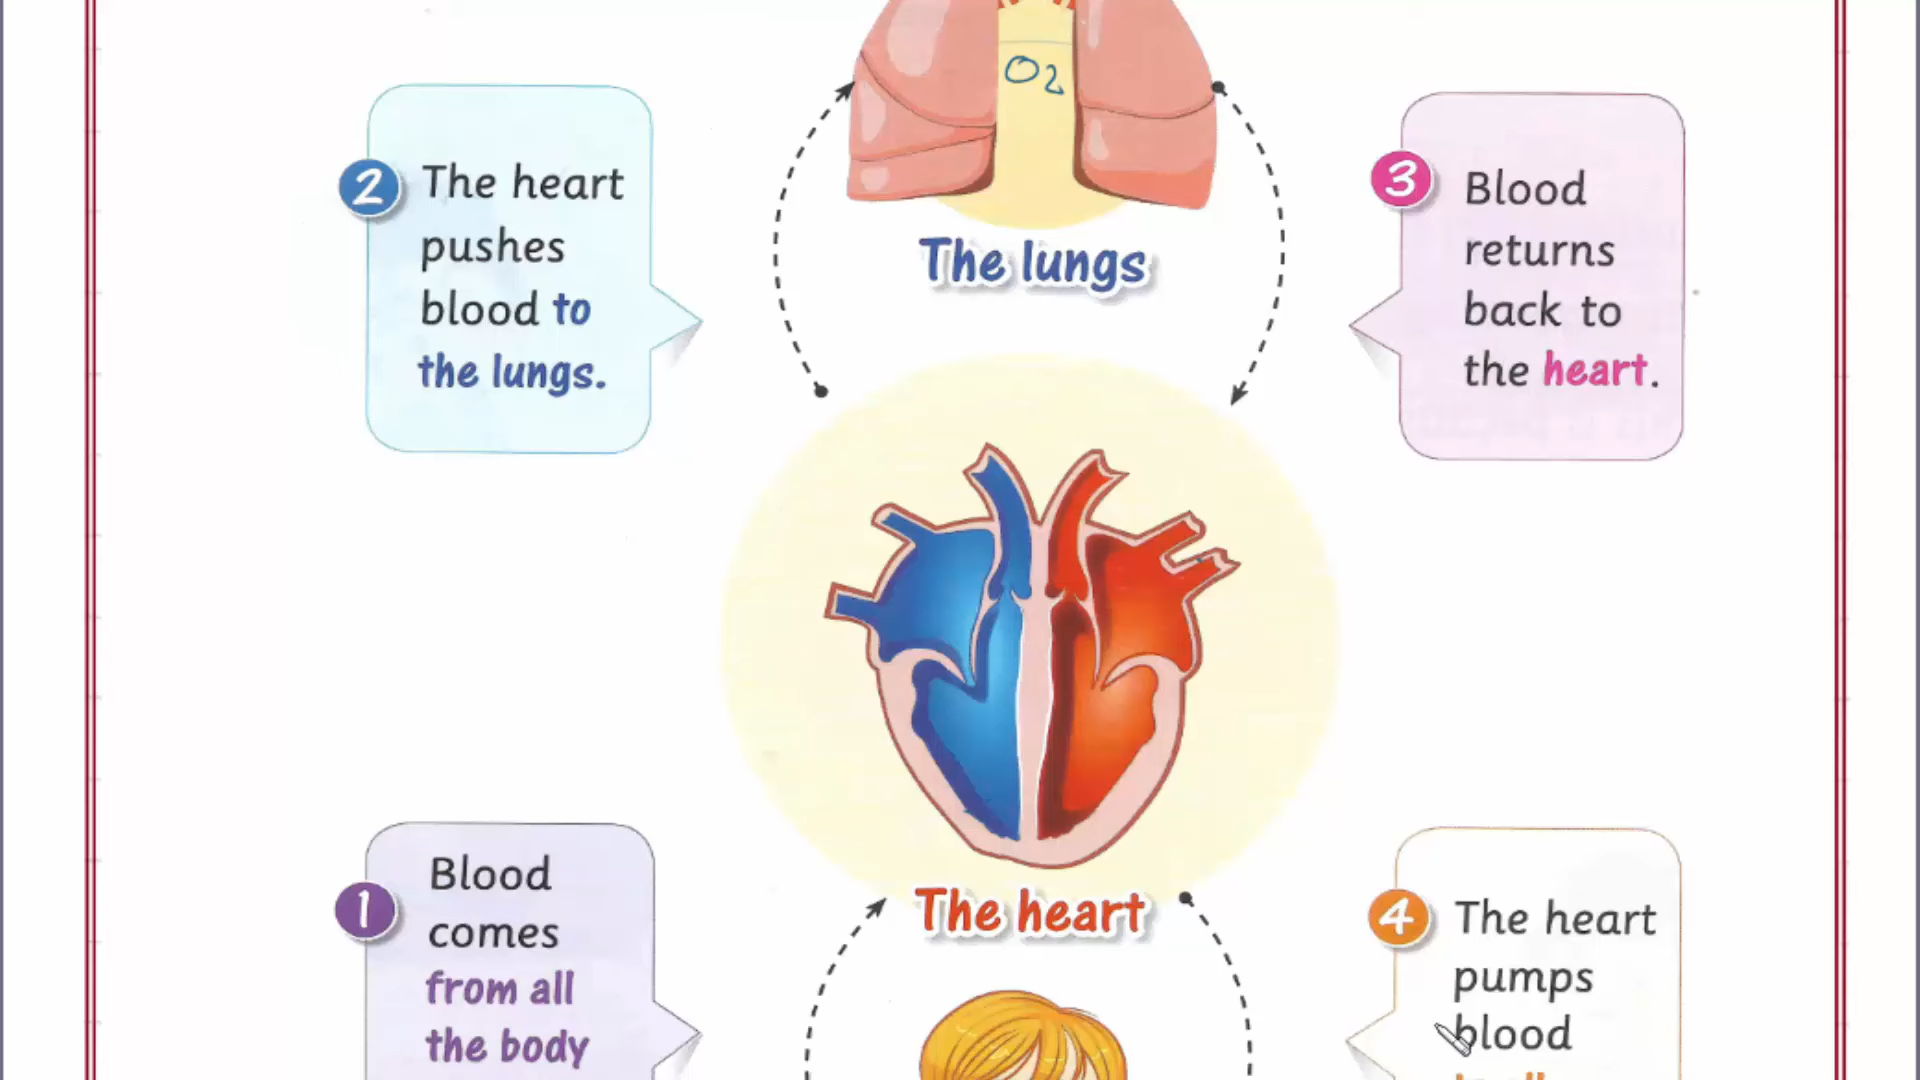 O2
2
The heart
pushes
blood to
the lungs.
The lungs
3
Blood
returns
back to
the heart.
The heart
1
Blood
comes
from all
the body
4
The heart
pumps
blood